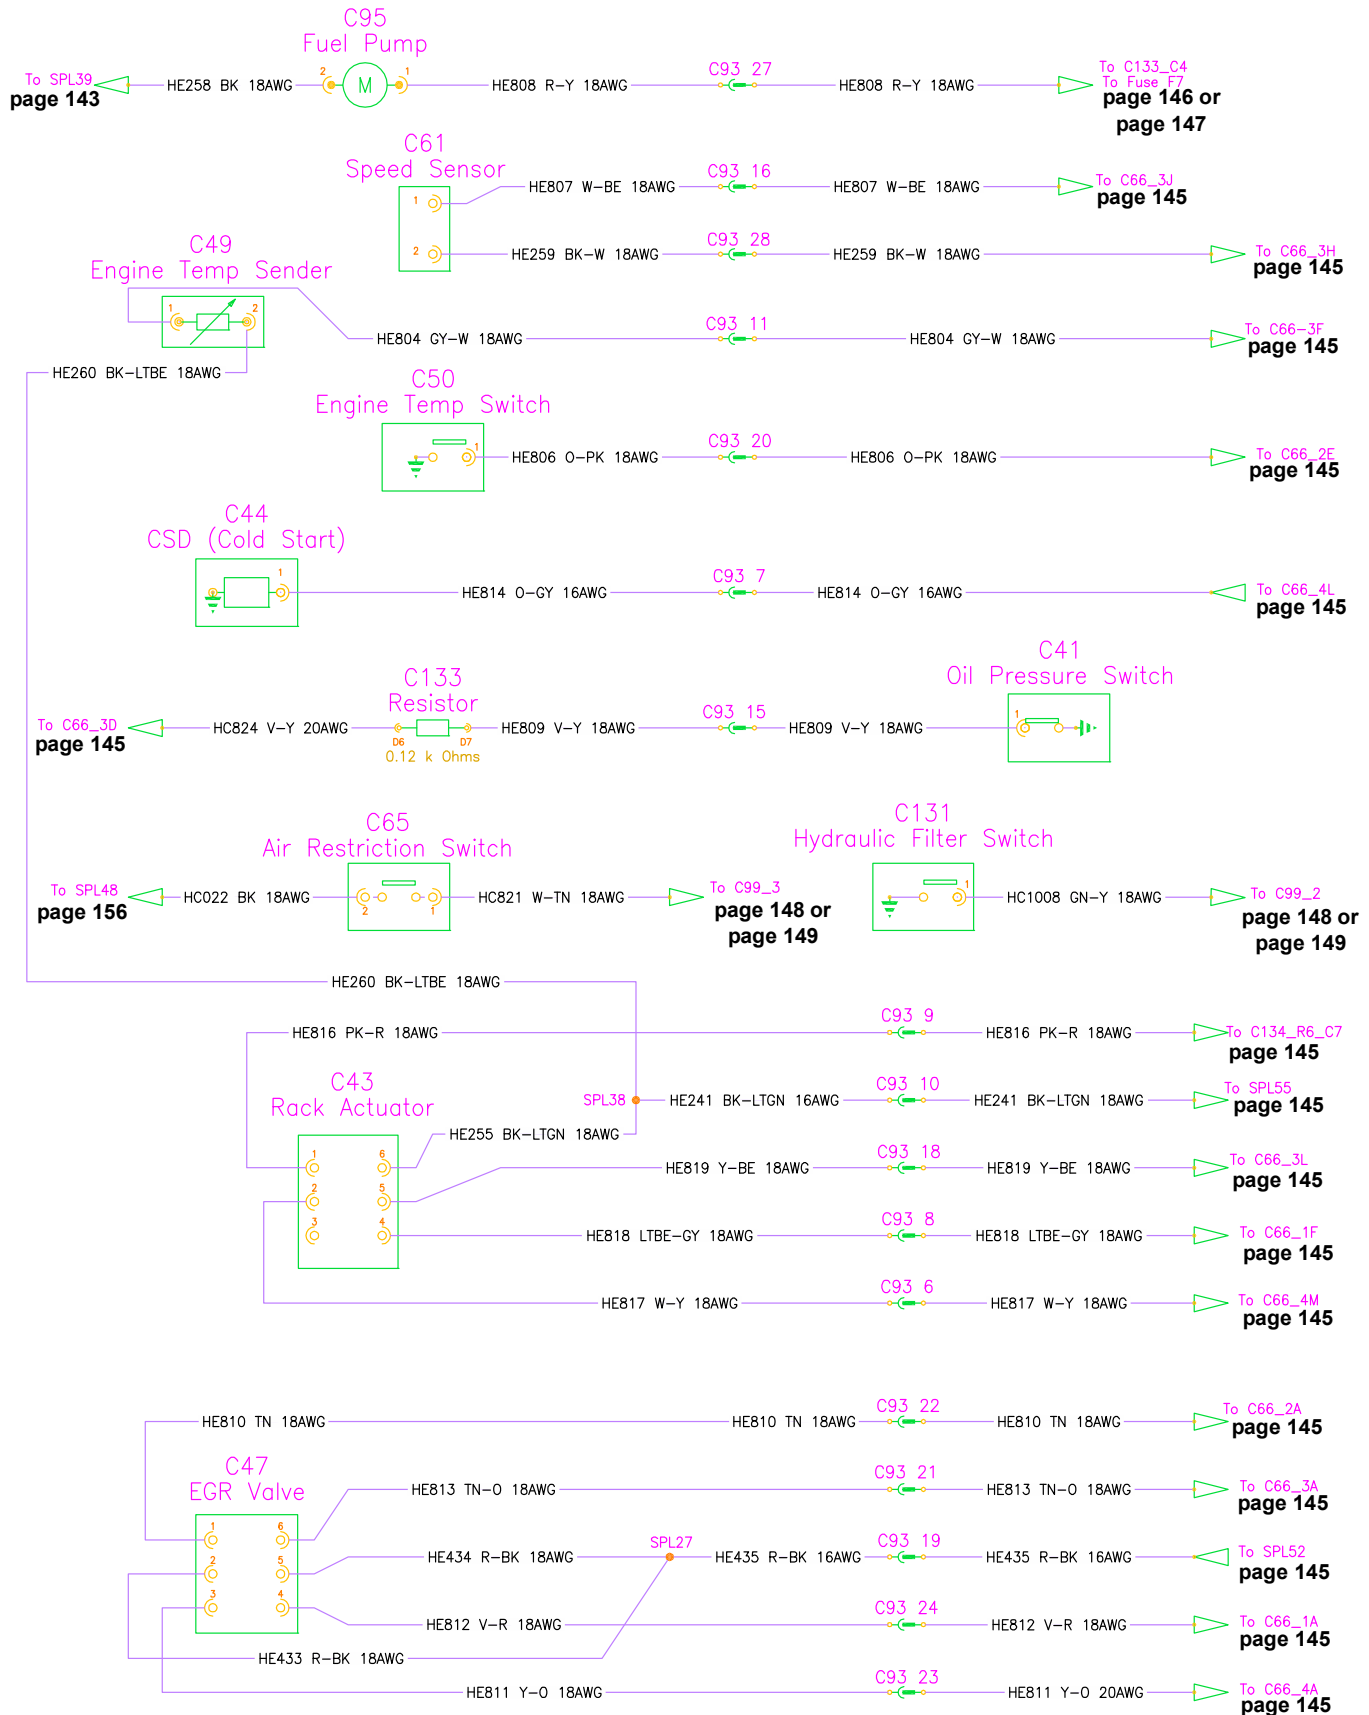 C95
Fuel Pump
To SPL39
page 143
HE258 BK 18AWG
2
M
1
HE808 R-Y 18AWG
C93 27
HE808 R-Y 18AWG
To C133_C4
To Fuse F7
page 146 or
page 147
C61
Speed Sensor
1
HE807 W-BE 18AWG
C93 16
HE807 W-BE 18AWG
To C66_3J
page 145
2
HE259 BK-W 18AWG
C93 28
HE259 BK-W 18AWG
To C66_3H
page 145
C49
Engine Temp Sender
1
2
HE804 GY-W 18AWG
C93 11
HE804 GY-W 18AWG
To C66-3F
page 145
HE260 BK-LTBE 18AWG
C50
Engine Temp Switch
1
HE806 O-PK 18AWG
C93 20
HE806 O-PK 18AWG
To C66_2E
page 145
C44
CSD (Cold Start)
1
HE814 O-GY 16AWG
C93 7
HE814 O-GY 16AWG
To C66_4L
page 145
C133
Resistor
To C66_3D
page 145
HC824 V-Y 20AWG
D6
D7
0.12 k Ohms
HE809 V-Y 18AWG
C93 15
HE809 V-Y 18AWG
C41
Oil Pressure Switch
1
C65
Air Restriction Switch
To SPL48
page 156
HC022 BK 18AWG
2
1
HC821 W-TN 18AWG
To C99_3
page 148 or
page 149
C131
Hydraulic Filter Switch
1
HC1008 GN-Y 18AWG
To C99_2
page 148 or
page 149
HE260 BK-LTBE 18AWG
HE816 PK-R 18AWG
C93 9
HE816 PK-R 18AWG
To C134_R6_C7
page 145
C43
Rack Actuator
SPL38
HE241 BK-LTGN 16AWG
C93 10
HE241 BK-LTGN 18AWG
To SPL55
page 145
HE255 BK-LTGN 18AWG
1
6
2
5
3
4
HE819 Y-BE 18AWG
C93 18
HE819 Y-BE 18AWG
To C66_3L
page 145
HE818 LTBE-GY 18AWG
C93 8
HE818 LTBE-GY 18AWG
To C66_1F
page 145
HE817 W-Y 18AWG
C93 6
HE817 W-Y 18AWG
To C66_4M
page 145
HE810 TN 18AWG
HE810 TN 18AWG
C93 22
HE810 TN 18AWG
To C66_2A
page 145
C47
EGR Valve
1
6
2
5
3
4
HE813 TN-O 18AWG
C93 21
HE813 TN-O 18AWG
To C66_3A
page 145
HE434 R-BK 18AWG
SPL27
HE435 R-BK 16AWG
C93 19
HE435 R-BK 16AWG
To SPL52
page 145
HE812 V-R 18AWG
C93 24
HE812 V-R 18AWG
To C66_1A
page 145
HE433 R-BK 18AWG
HE811 Y-O 18AWG
C93 23
HE811 Y-O 20AWG
To C66_4A
page 145